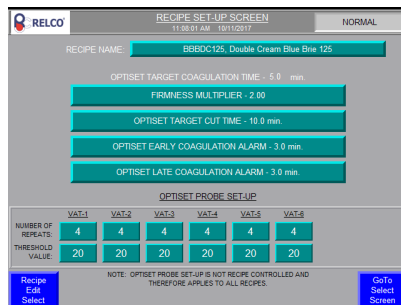 RELCO
RECIPE SET-UP SCREEN
11:08:01 AM 10/11/2017
NORMAL
RECIPE NAME: BBBDC125, Double Cream Blue Brie 125
OPTISET TARGET COAGULATION TIME - 5.0 min.
FIRMNESS MULTIPLIER - 2.00
OPTISET TARGET CUT TIME - 10.0 min.
OPTISET EARLY COAGULATION ALARM - 3.0 min.
OPTISET LATE COAGULATION ALARM - 3.0 min.
OPTISET PROBE SET-UP
VAT-1 VAT-2 VAT-3 VAT-4 VAT-5 VAT-6
NUMBER OF REPEATS: 4 4 4 4 4 4
THRESHOLD VALUE: 20 20 20 20 20 20
Recipe
Edit
Select
NOTE: OPTISET PROBE SET-UP IS NOT RECIPE CONTROLLED AND
THEREFORE APPLIES TO ALL RECIPES.
GoTo
Select
Screen